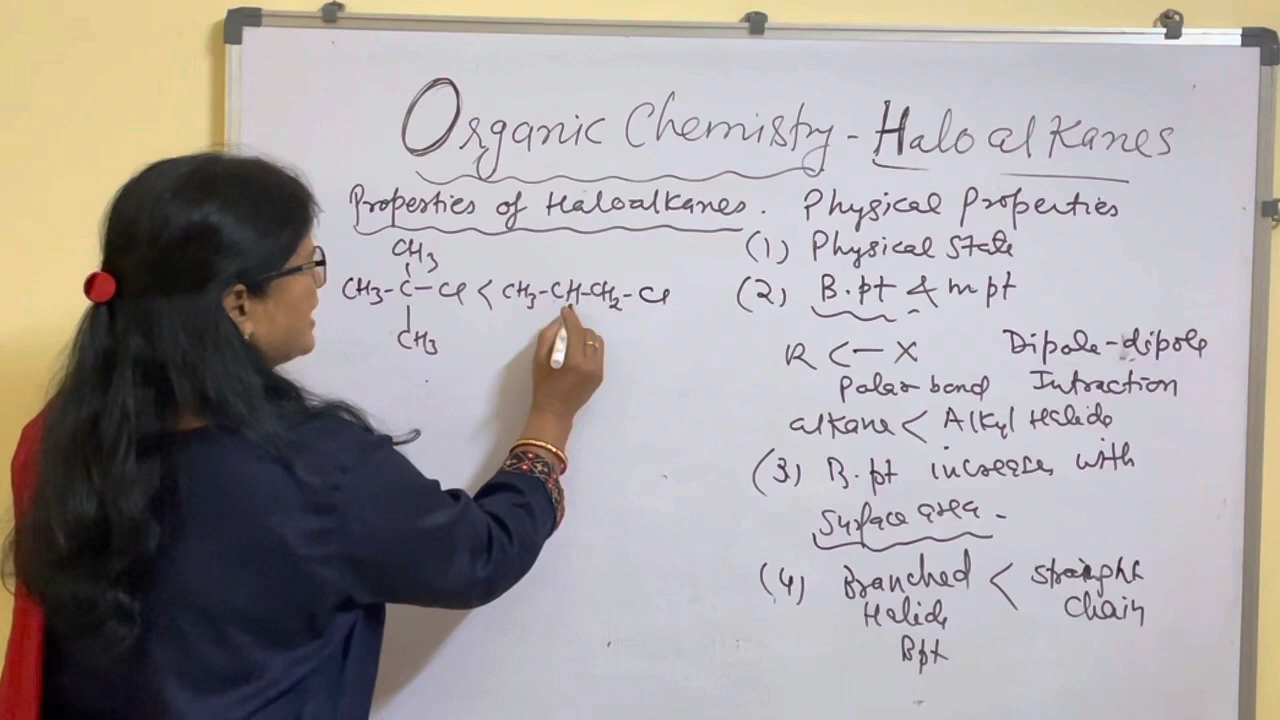 Organic Chemistry - Haloalkanes
Properties of Haloalkanes.
CH3
CH3-C-Cl < CH3-CH-CH2-Cl
CH3
Physical Properties
(1) Physical State
(2) B.pt & m pt
R <- X Dipole-dipole
Polar bond Intraction
alkane < Alkyl Halide
(3) B.pt increases with
Surface area.
(4) Branched < straight
Halide Chain
Bpt